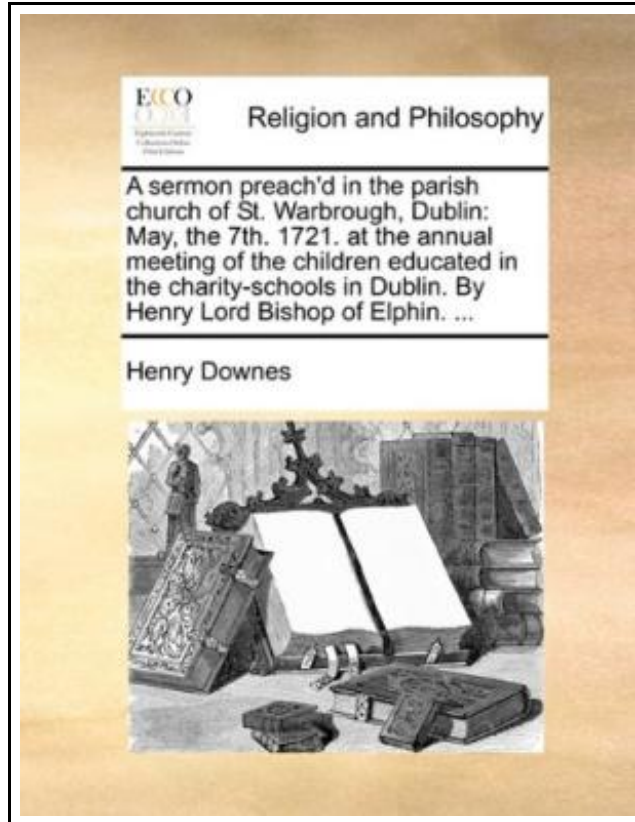 ECCO
Religion and Philosophy
A sermon preach'd in the parish
church of St. Warbrough, Dublin:
May, the 7th. 1721. at the annual
meeting of the children educated in
the charity-schools in Dublin. By
Henry Lord Bishop of Elphin. ...
Henry Downes